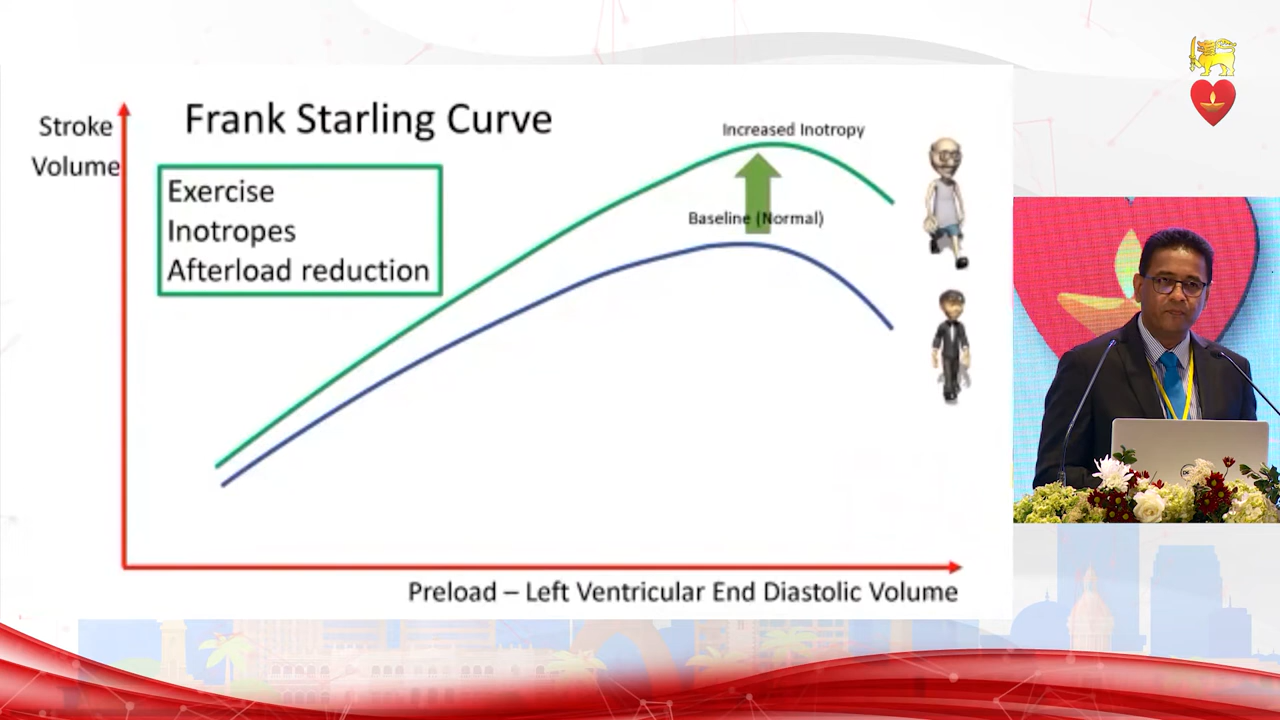 Frank Starling Curve
Stroke
Volume
Exercise
Inotropes
Afterload reduction
Increased Inotropy
Baseline (Normal)
Preload – Left Ventricular End Diastolic Volume